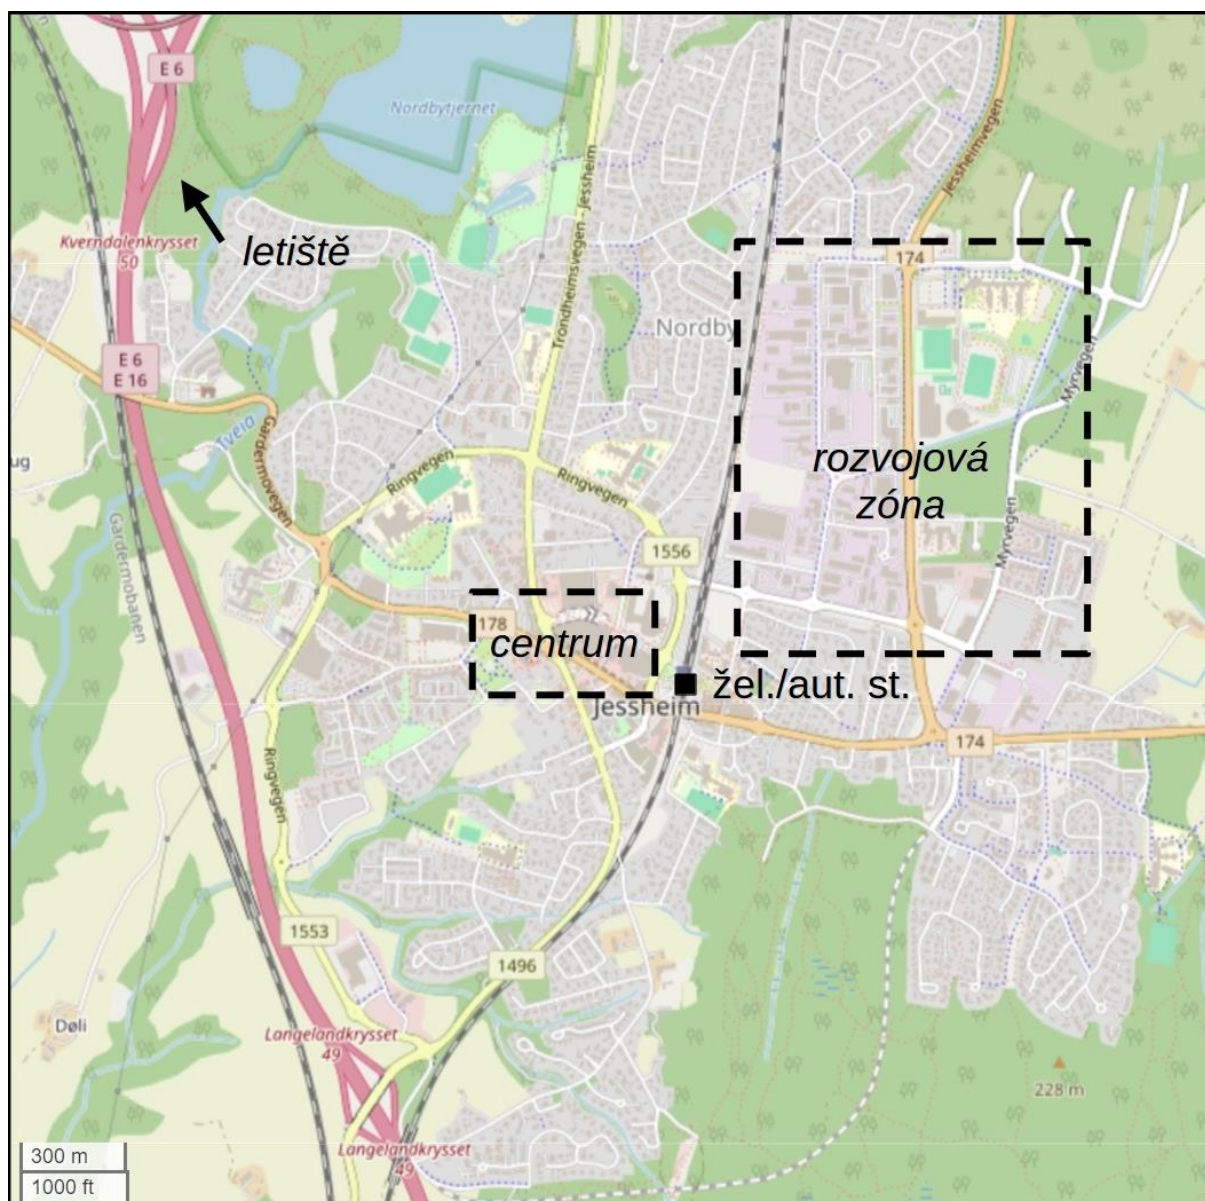 E 6
Nordbytjernet
Trondheimsvegen - Jessheim
Jessheimvegen
Kverndalenkrysset
50
letiště
174
Nordby
E 6
E 16
Tveia
Gardermovegen
Myrvegen
ug
Ringvegen
Ringvegen
rozvojová
zóna
Gardermobanen
1556
Myrvegen
178
centrum
žel./aut. st.
Jessheim
174
Ringvegen
1553
1496
Døli
Langelandkrysset
49
228 m
Langelandkrysset
49
300 m
1000 ft